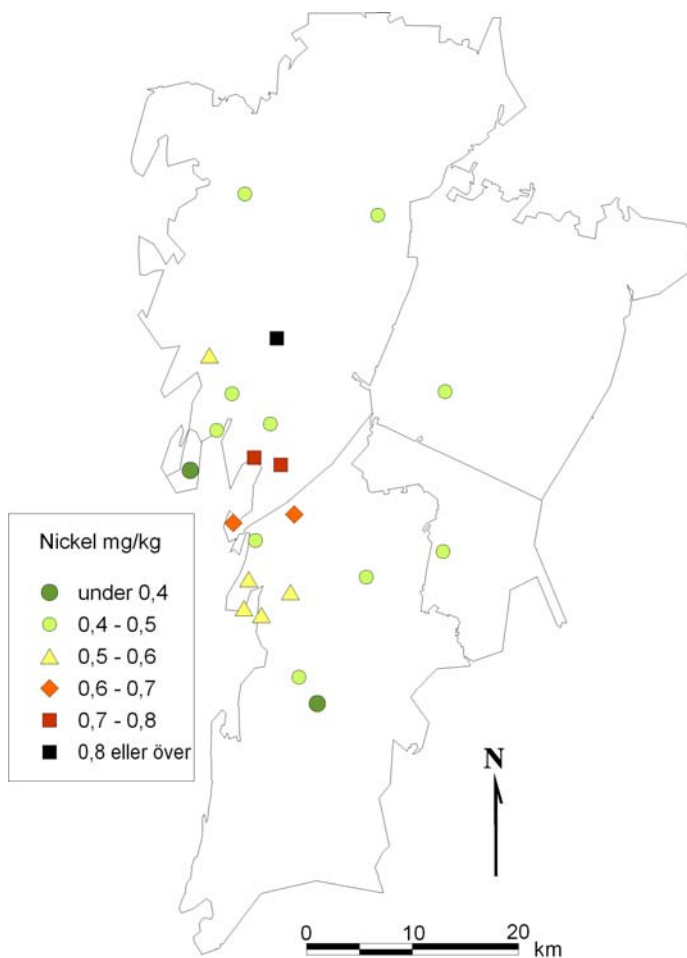 Nickel mg/kg
under 0,4
0,4 - 0,5
0,5 - 0,6
0,6 - 0,7
0,7 - 0,8
0,8 eller över
N
0 10 20
km